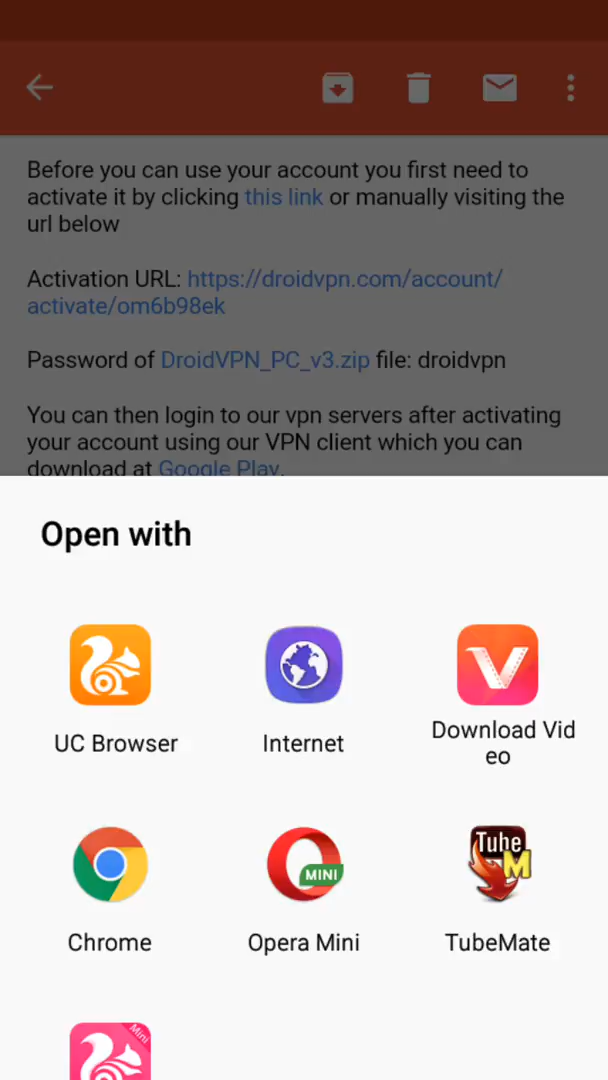 Before you can use your account you first need to
activate it by clicking this link or manually visiting the
url below
Activation URL: https://droidvpn.com/account/
activate/om6b98ek
Password of DroidVPN_PC_v3.zip file: droidvpn
You can then login to our vpn servers after activating
your account using our VPN client which you can
download at Google Play.
Open with
UC Browser
Internet
Download Vid
eo
MINI
Tube
M
Chrome
Opera Mini
TubeMate
Mini